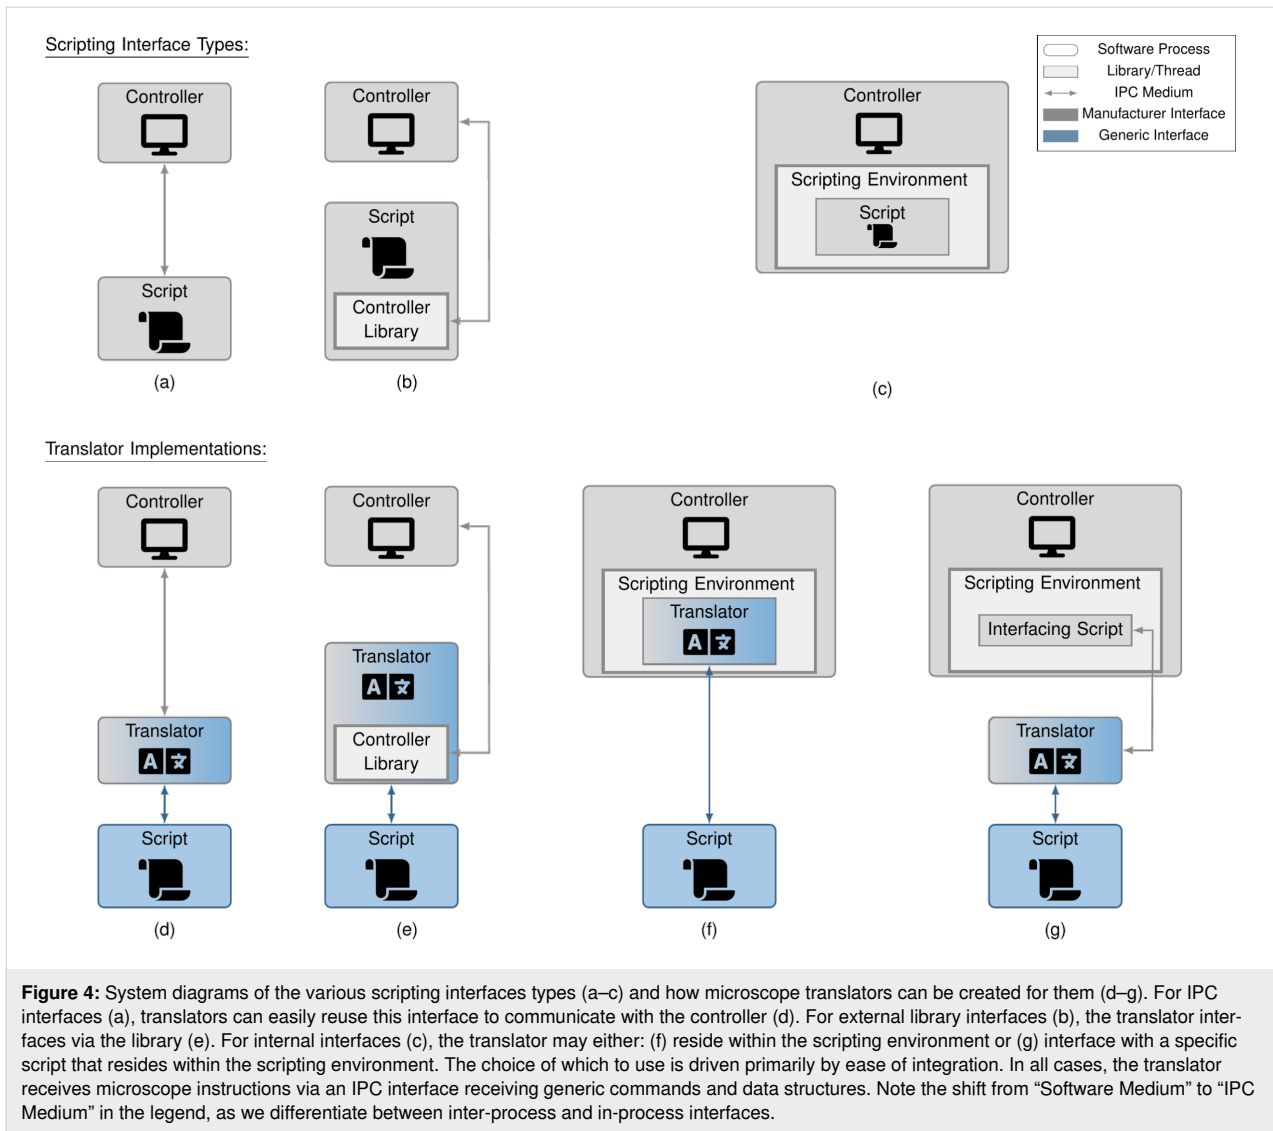 Scripting Interface Types:
Software Process
Library/Thread
IPC Medium
Manufacturer Interface
Generic Interface
Controller
Script
(a)
Controller
Script
Controller
Library
(b)
Controller
Scripting Environment
Script
(c)
Translator Implementations:
Controller
Translator
A 文
Script
(d)
Controller
Translator
A 文
Controller
Library
Script
(e)
Controller
Scripting Environment
Translator
A 文
Script
(f)
Controller
Scripting Environment
Interfacing Script
Translator
A 文
Script
(g)
Figure 4: System diagrams of the various scripting interfaces types (a–c) and how microscope translators can be created for them (d–g). For IPC
interfaces (a), translators can easily reuse this interface to communicate with the controller (d). For external library interfaces (b), the translator inter-
faces via the library (e). For internal interfaces (c), the translator may either: (f) reside within the scripting environment or (g) interface with a specific
script that resides within the scripting environment. The choice of which to use is driven primarily by ease of integration. In all cases, the translator
receives microscope instructions via an IPC interface receiving generic commands and data structures. Note the shift from “Software Medium” to “IPC
Medium” in the legend, as we differentiate between inter-process and in-process interfaces.